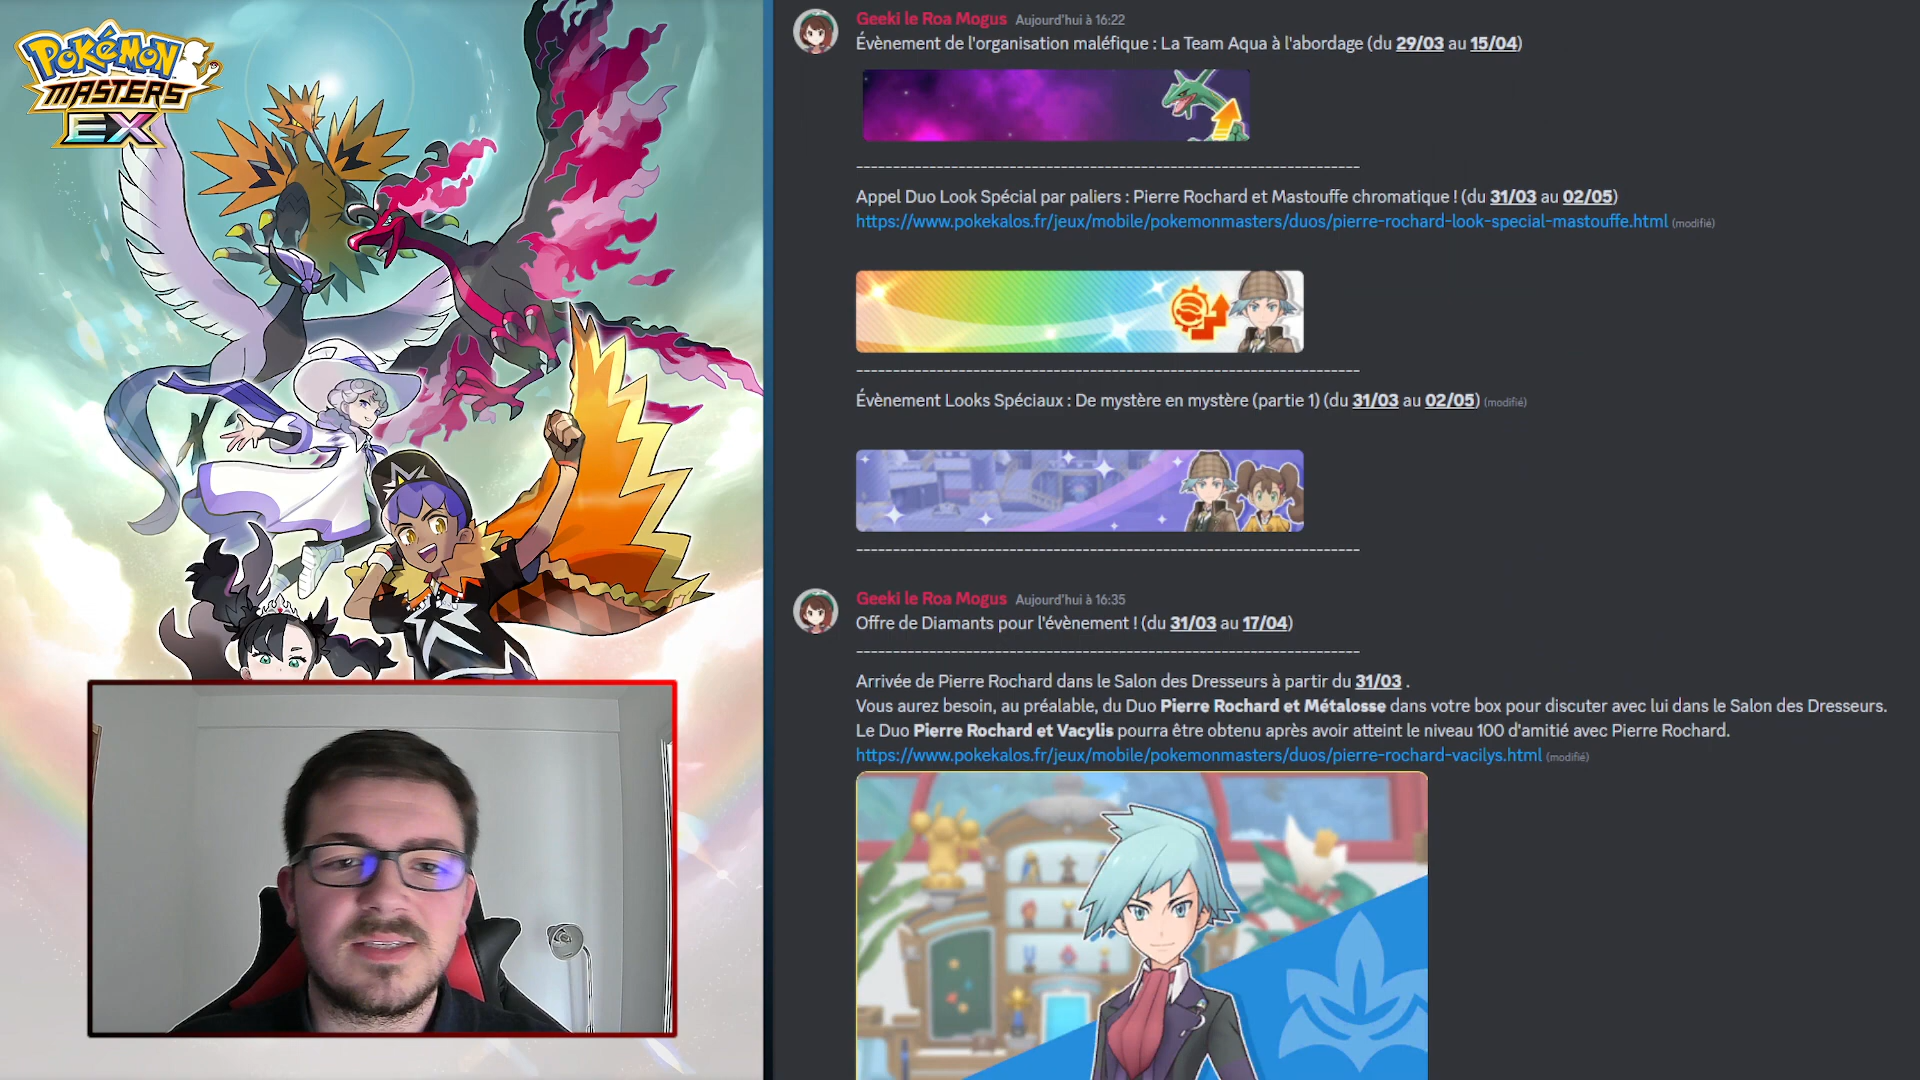 Pokémon
MASTERS
EX
Geeki le Roa Mogus Aujourd'hui à 16:22
Évènement de l'organisation maléfique : La Team Aqua à l'abordage (du 29/03 au 15/04)
Appel Duo Look Spécial par paliers : Pierre Rochard et Mastouffe chromatique ! (du 31/03 au 02/05)
https://www.pokekalos.fr/jeux/mobile/pokemonmasters/duos/pierre-rochard-look-special-mastouffe.html (modifié)
Évènement Looks Spéciaux : De mystère en mystère (partie 1) (du 31/03 au 02/05) (modifié)
Geeki le Roa Mogus Aujourd'hui à 16:35
Offre de Diamants pour l'évènement ! (du 31/03 au 17/04)
Arrivée de Pierre Rochard dans le Salon des Dresseurs à partir du 31/03 .
Vous aurez besoin, au préalable, du Duo Pierre Rochard et Métalosse dans votre box pour discuter avec lui dans le Salon des Dresseurs.
Le Duo Pierre Rochard et Vacylis pourra être obtenu après avoir atteint le niveau 100 d'amitié avec Pierre Rochard.
https://www.pokekalos.fr/jeux/mobile/pokemonmasters/duos/pierre-rochard-vacilys.html (modifié)